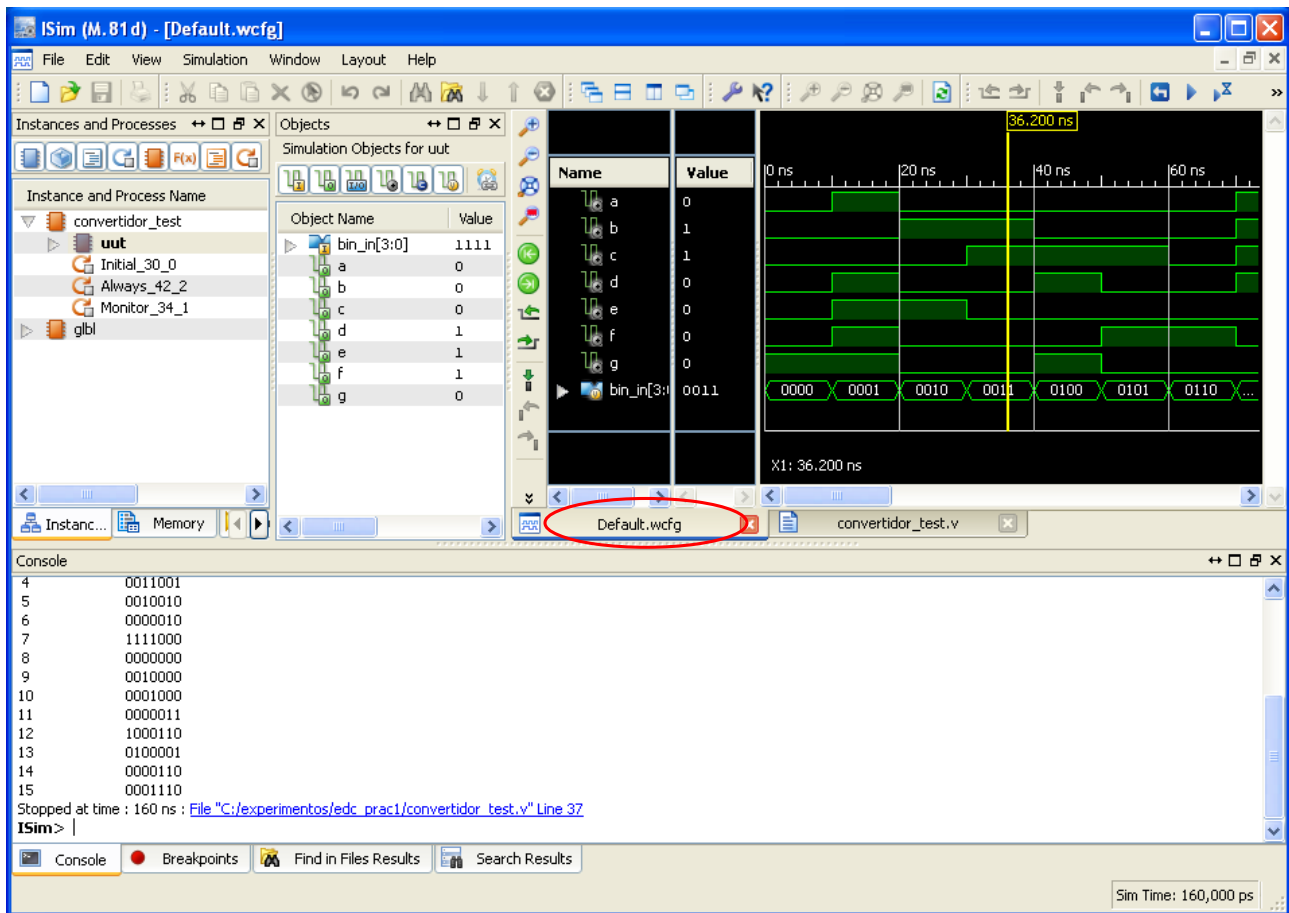 ISim (M.81d) - [Default.wcfg]
File Edit View Simulation Window Layout Help
Instances and Processes
Instance and Process Name
convertidor_test
uut
Initial_30_0
Always_42_2
Monitor_34_1
glbl
Instanc... Memory
Objects
Simulation Objects for uut
Object Name Value
bin_in[3:0] 1111
a 0
b 0
c 0
d 1
e 1
f 1
g 0
36.200 ns
Name Value
0 ns 20 ns 40 ns 60 ns
a 0
b 1
c 1
d 0
e 0
f 0
g 0
bin_in[3:0 0011 0000 0001 0010 0011 0100 0101 0110 ...
X1: 36.200 ns
Default.wcfg convertidor_test.v
Console
4 0011001
5 0010010
6 0000010
7 1111000
8 0000000
9 0010000
10 0001000
11 0000011
12 1000110
13 0100001
14 0000110
15 0001110
Stopped at time : 160 ns : File "C:/experimentos/edc_prac1/convertidor_test.v" Line 37
ISim>
Console Breakpoints Find in Files Results Search Results
Sim Time: 160,000 ps